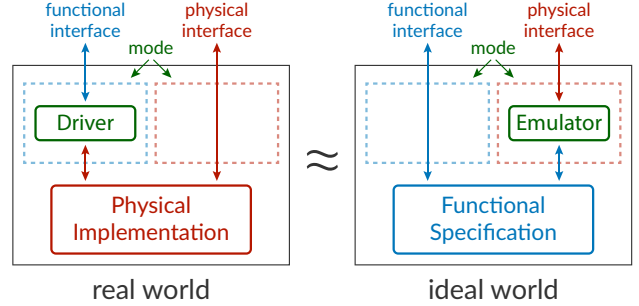 functional
interface
physical
interface
mode
Driver
Physical
Implementation
real world
≈
functional
interface
physical
interface
mode
Emulator
Functional
Specification
ideal world